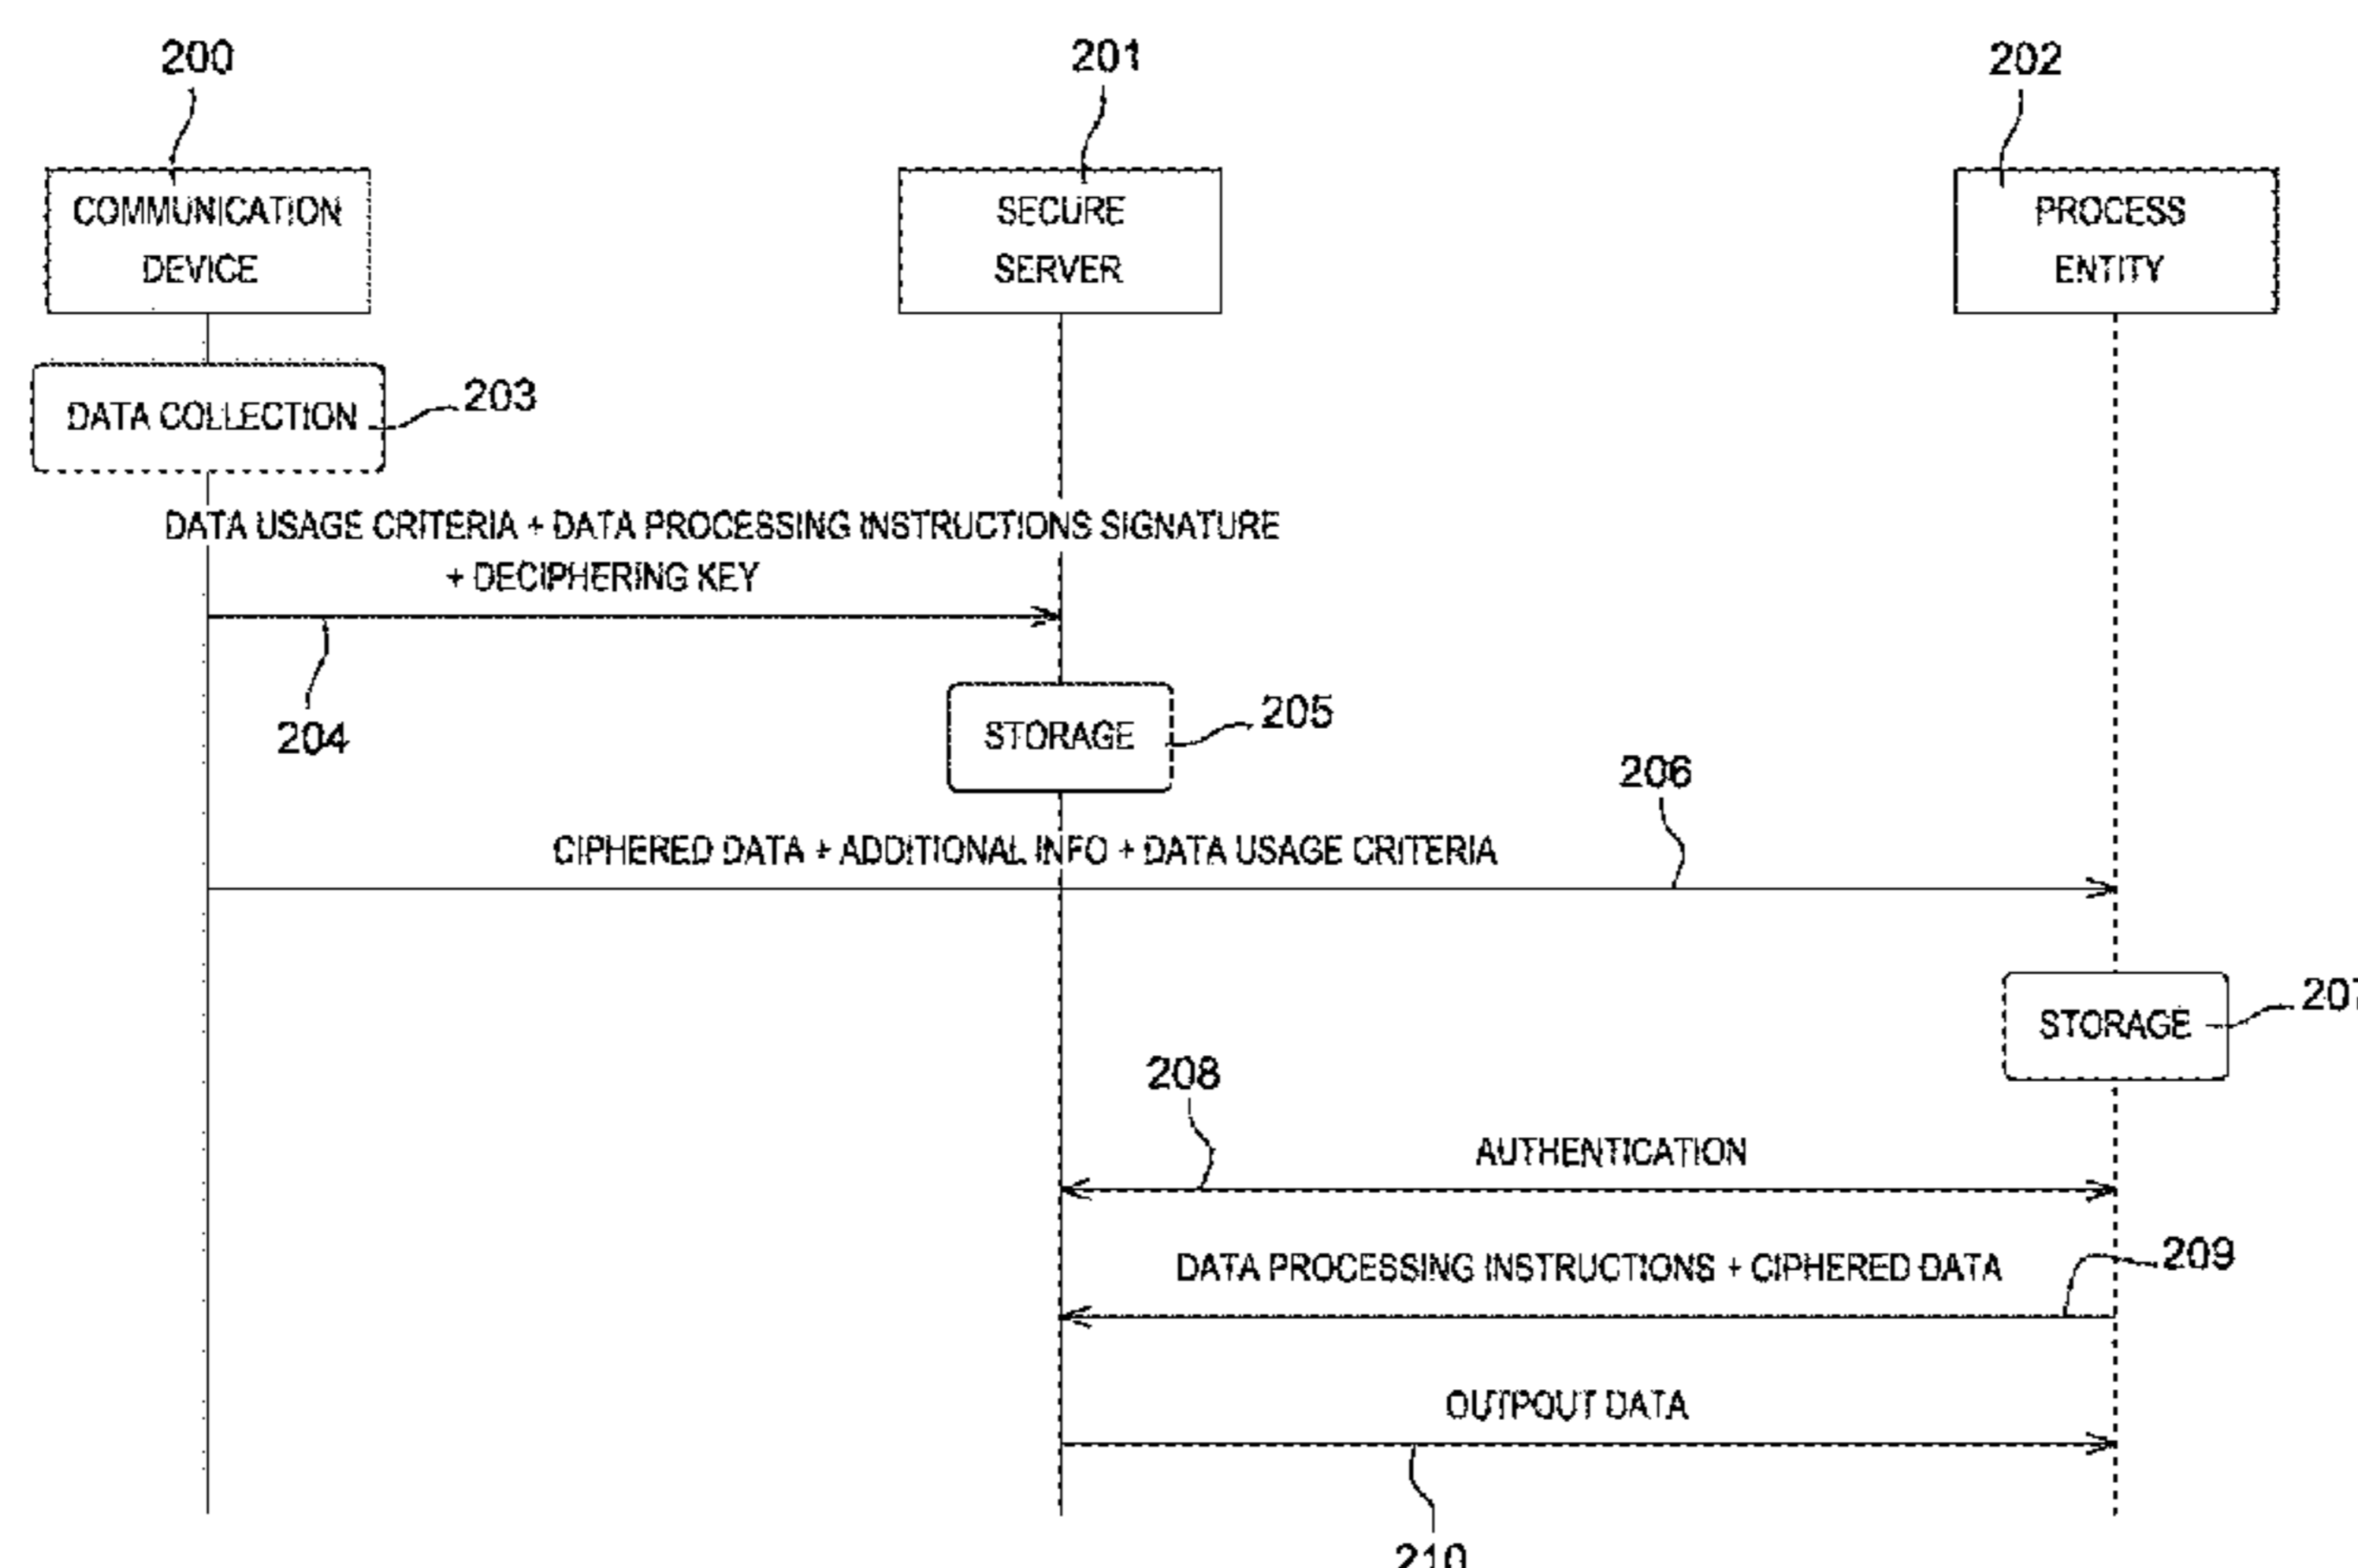 200
201
202
COMMUNICATION
DEVICE
SECURE
SERVER
PROCESS
ENTITY
DATA COLLECTION
203
DATA USAGE CRITERIA + DATA PROCESSING INSTRUCTIONS SIGNATURE
+ DECIPHERING KEY
204
STORAGE
205
206
CIPHERED DATA + ADDITIONAL INFO + DATA USAGE CRITERIA
STORAGE
207
208
AUTHENTICATION
DATA PROCESSING INSTRUCTIONS + CIPHERED DATA
209
OUTPOUT DATA
210